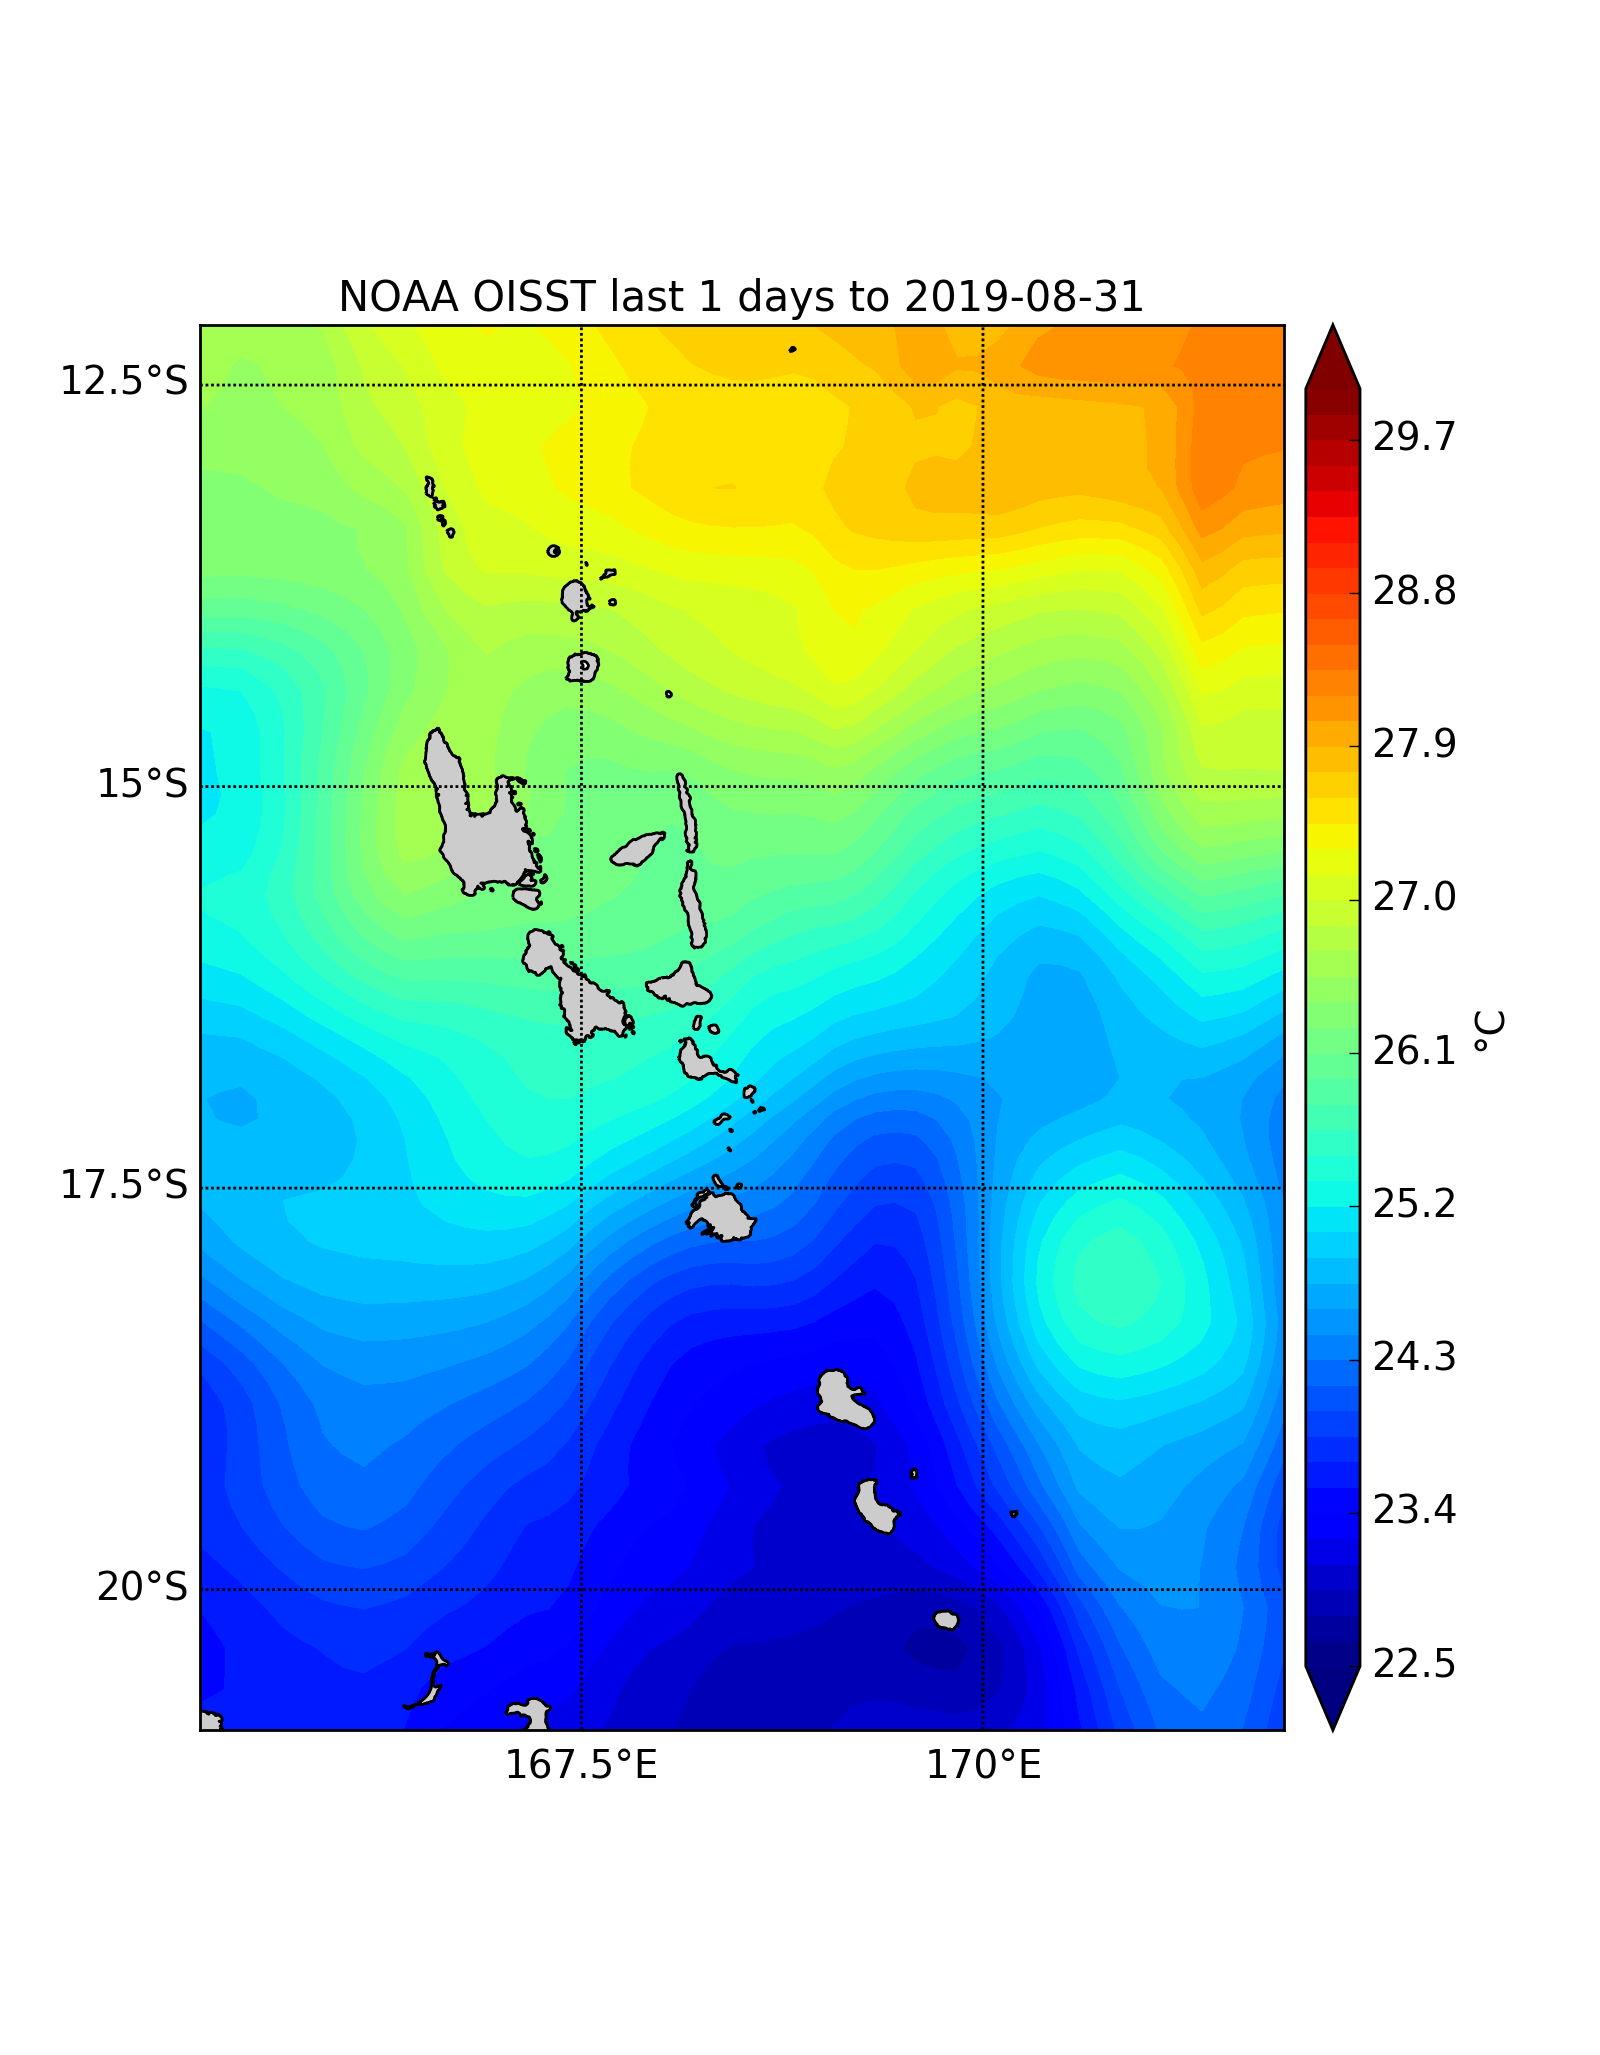 NOAA OISST last 1 days to 2019-08-31
12.5°S
15°S
17.5°S
20°S
167.5°E
170°E
29.7
28.8
27.9
27.0
26.1
25.2
24.3
23.4
22.5
°C